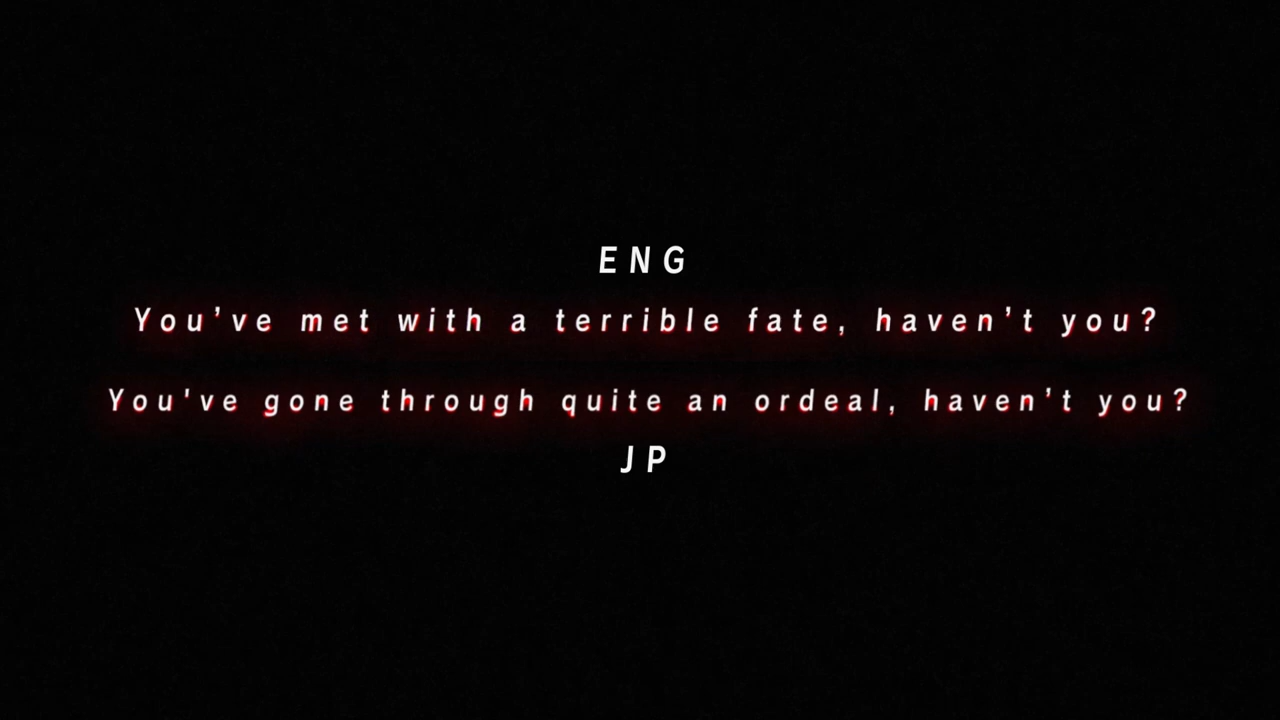 ENG
You’ve met with a terrible fate, haven’t you?
You've gone through quite an ordeal, haven’t you?
JP